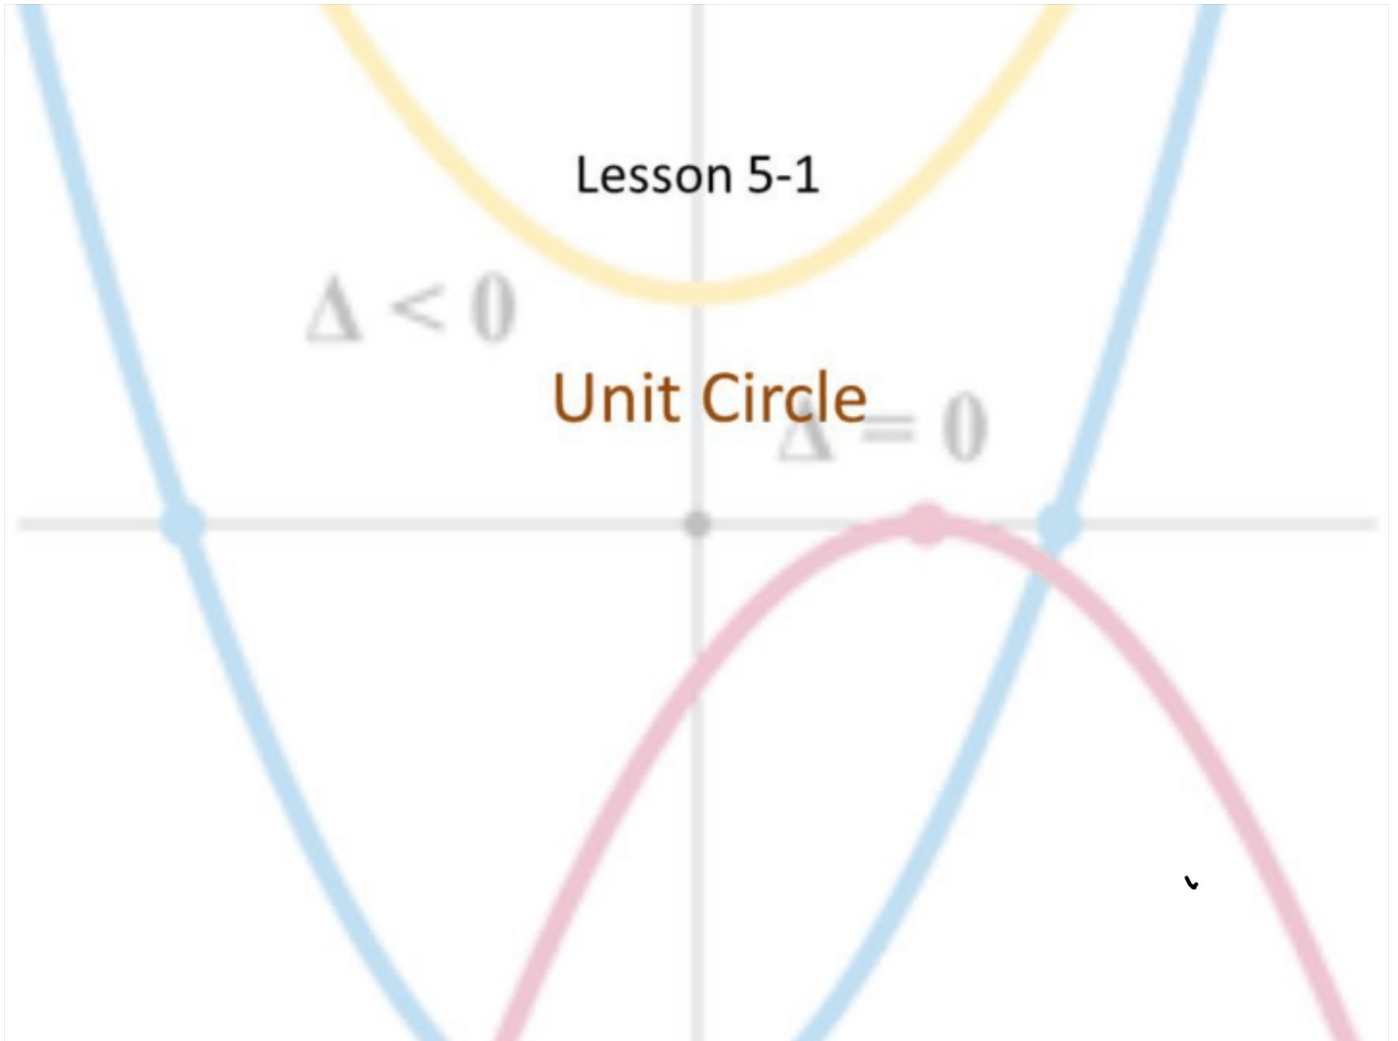 Lesson 5-1
Δ < 0
Unit Circle
Δ = 0